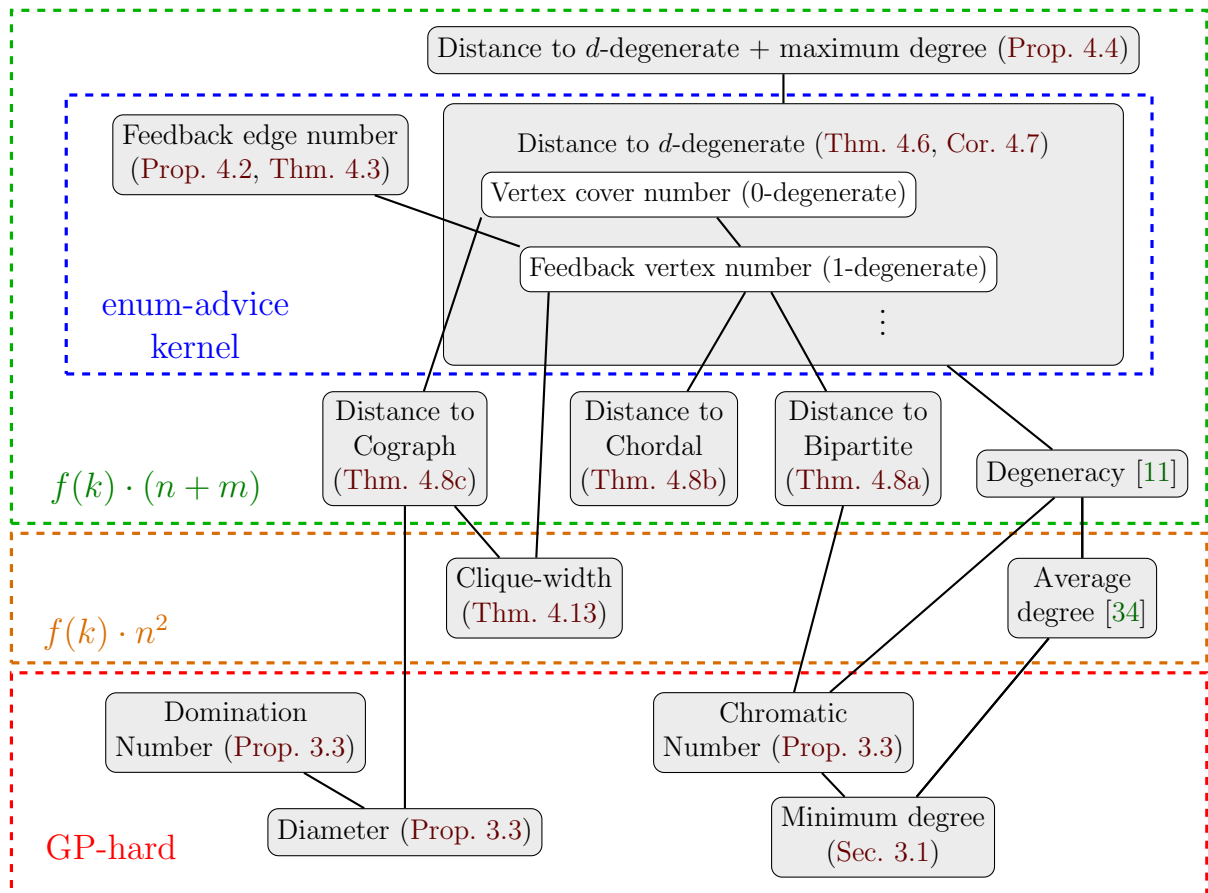 Distance to d-degenerate + maximum degree (Prop. 4.4)
Feedback edge number
(Prop. 4.2, Thm. 4.3)
Distance to d-degenerate (Thm. 4.6, Cor. 4.7)
Vertex cover number (0-degenerate)
Feedback vertex number (1-degenerate)
⋮
enum-advice
kernel
Distance to
Cograph
(Thm. 4.8c)
Distance to
Chordal
(Thm. 4.8b)
Distance to
Bipartite
(Thm. 4.8a)
Degeneracy [11]
f(k) · (n + m)
Clique-width
(Thm. 4.13)
Average
degree [34]
f(k) · n²
Domination
Number (Prop. 3.3)
Chromatic
Number (Prop. 3.3)
Diameter (Prop. 3.3)
Minimum degree
(Sec. 3.1)
GP-hard